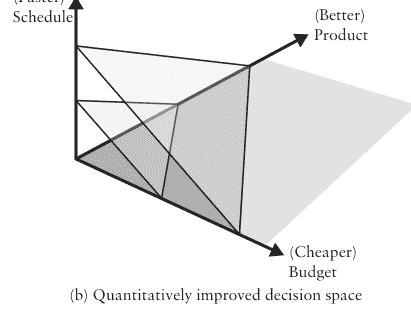 Schedule
(Better)
Product
(Cheaper)
Budget
(b) Quantitatively improved decision space